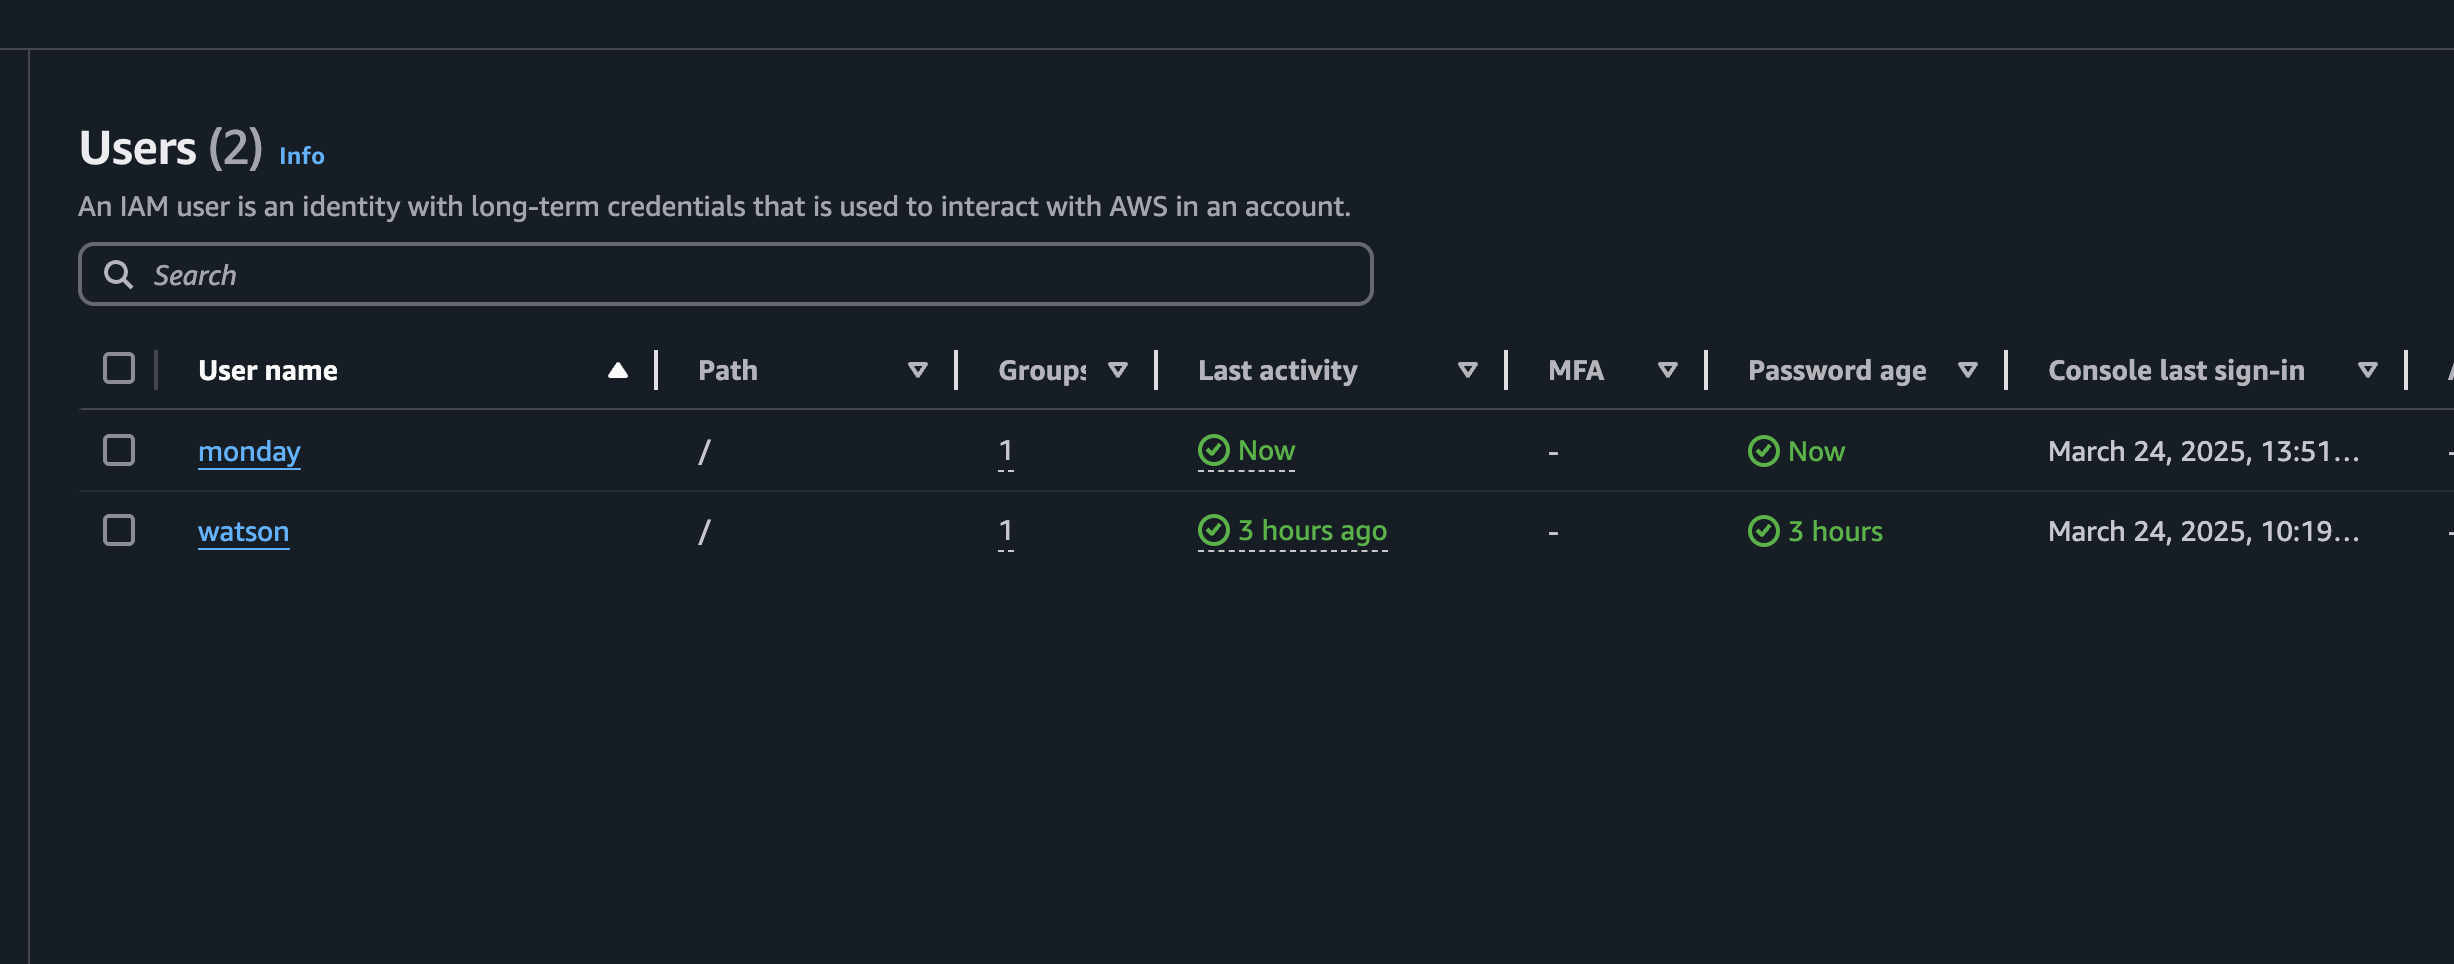 Users (2) Info
An IAM user is an identity with long-term credentials that is used to interact with AWS in an account.
Search
User name Path Groups Last activity MFA Password age Console last sign-in
monday / 1 Now - Now March 24, 2025, 13:51...
watson / 1 3 hours ago - 3 hours March 24, 2025, 10:19...